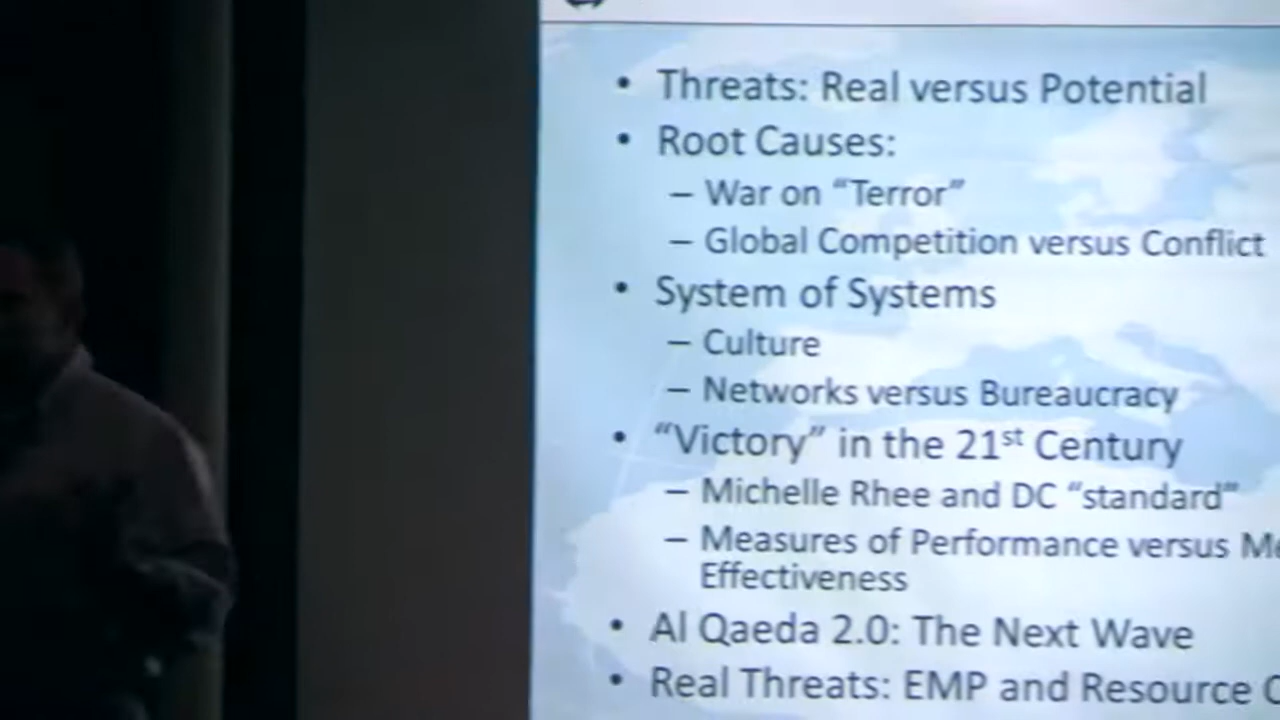 • Threats: Real versus Potential
• Root Causes:
– War on “Terror”
– Global Competition versus Conflict
• System of Systems
– Culture
– Networks versus Bureaucracy
• “Victory” in the 21st Century
– Michelle Rhee and DC “standard”
– Measures of Performance versus
Effectiveness
• Al Qaeda 2.0: The Next Wave
• Real Threats: EMP and Resource